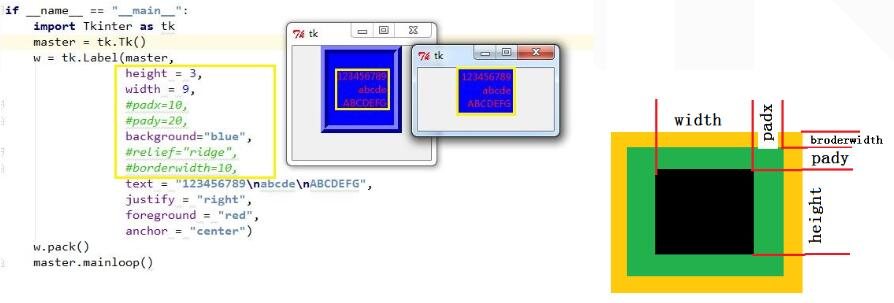 if __name__ == "__main__":
import Tkinter as tk
master = tk.Tk()
w = tk.Label(master,
height = 3,
width = 9,
#padx=10,
#pady=20,
background="blue",
#relief="ridge",
#borderwidth=10,
text = "123456789\nabcde\nABCDEFG",
justify = "right",
foreground = "red",
anchor = "center")
w.pack()
master.mainloop()
tk
123456789
abcde
ABCDEFG
tk
123456789
abcde
ABCDEFG
width
padx
broderwidth
pady
height